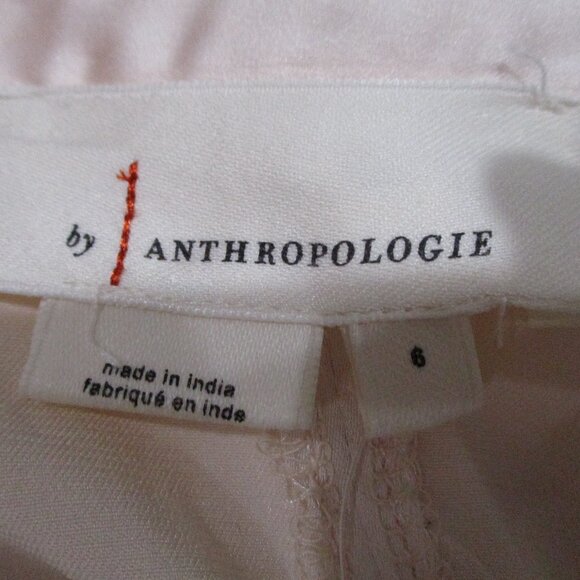 by ANTHROPOLOGIE
made in india
fabriqué en inde
6